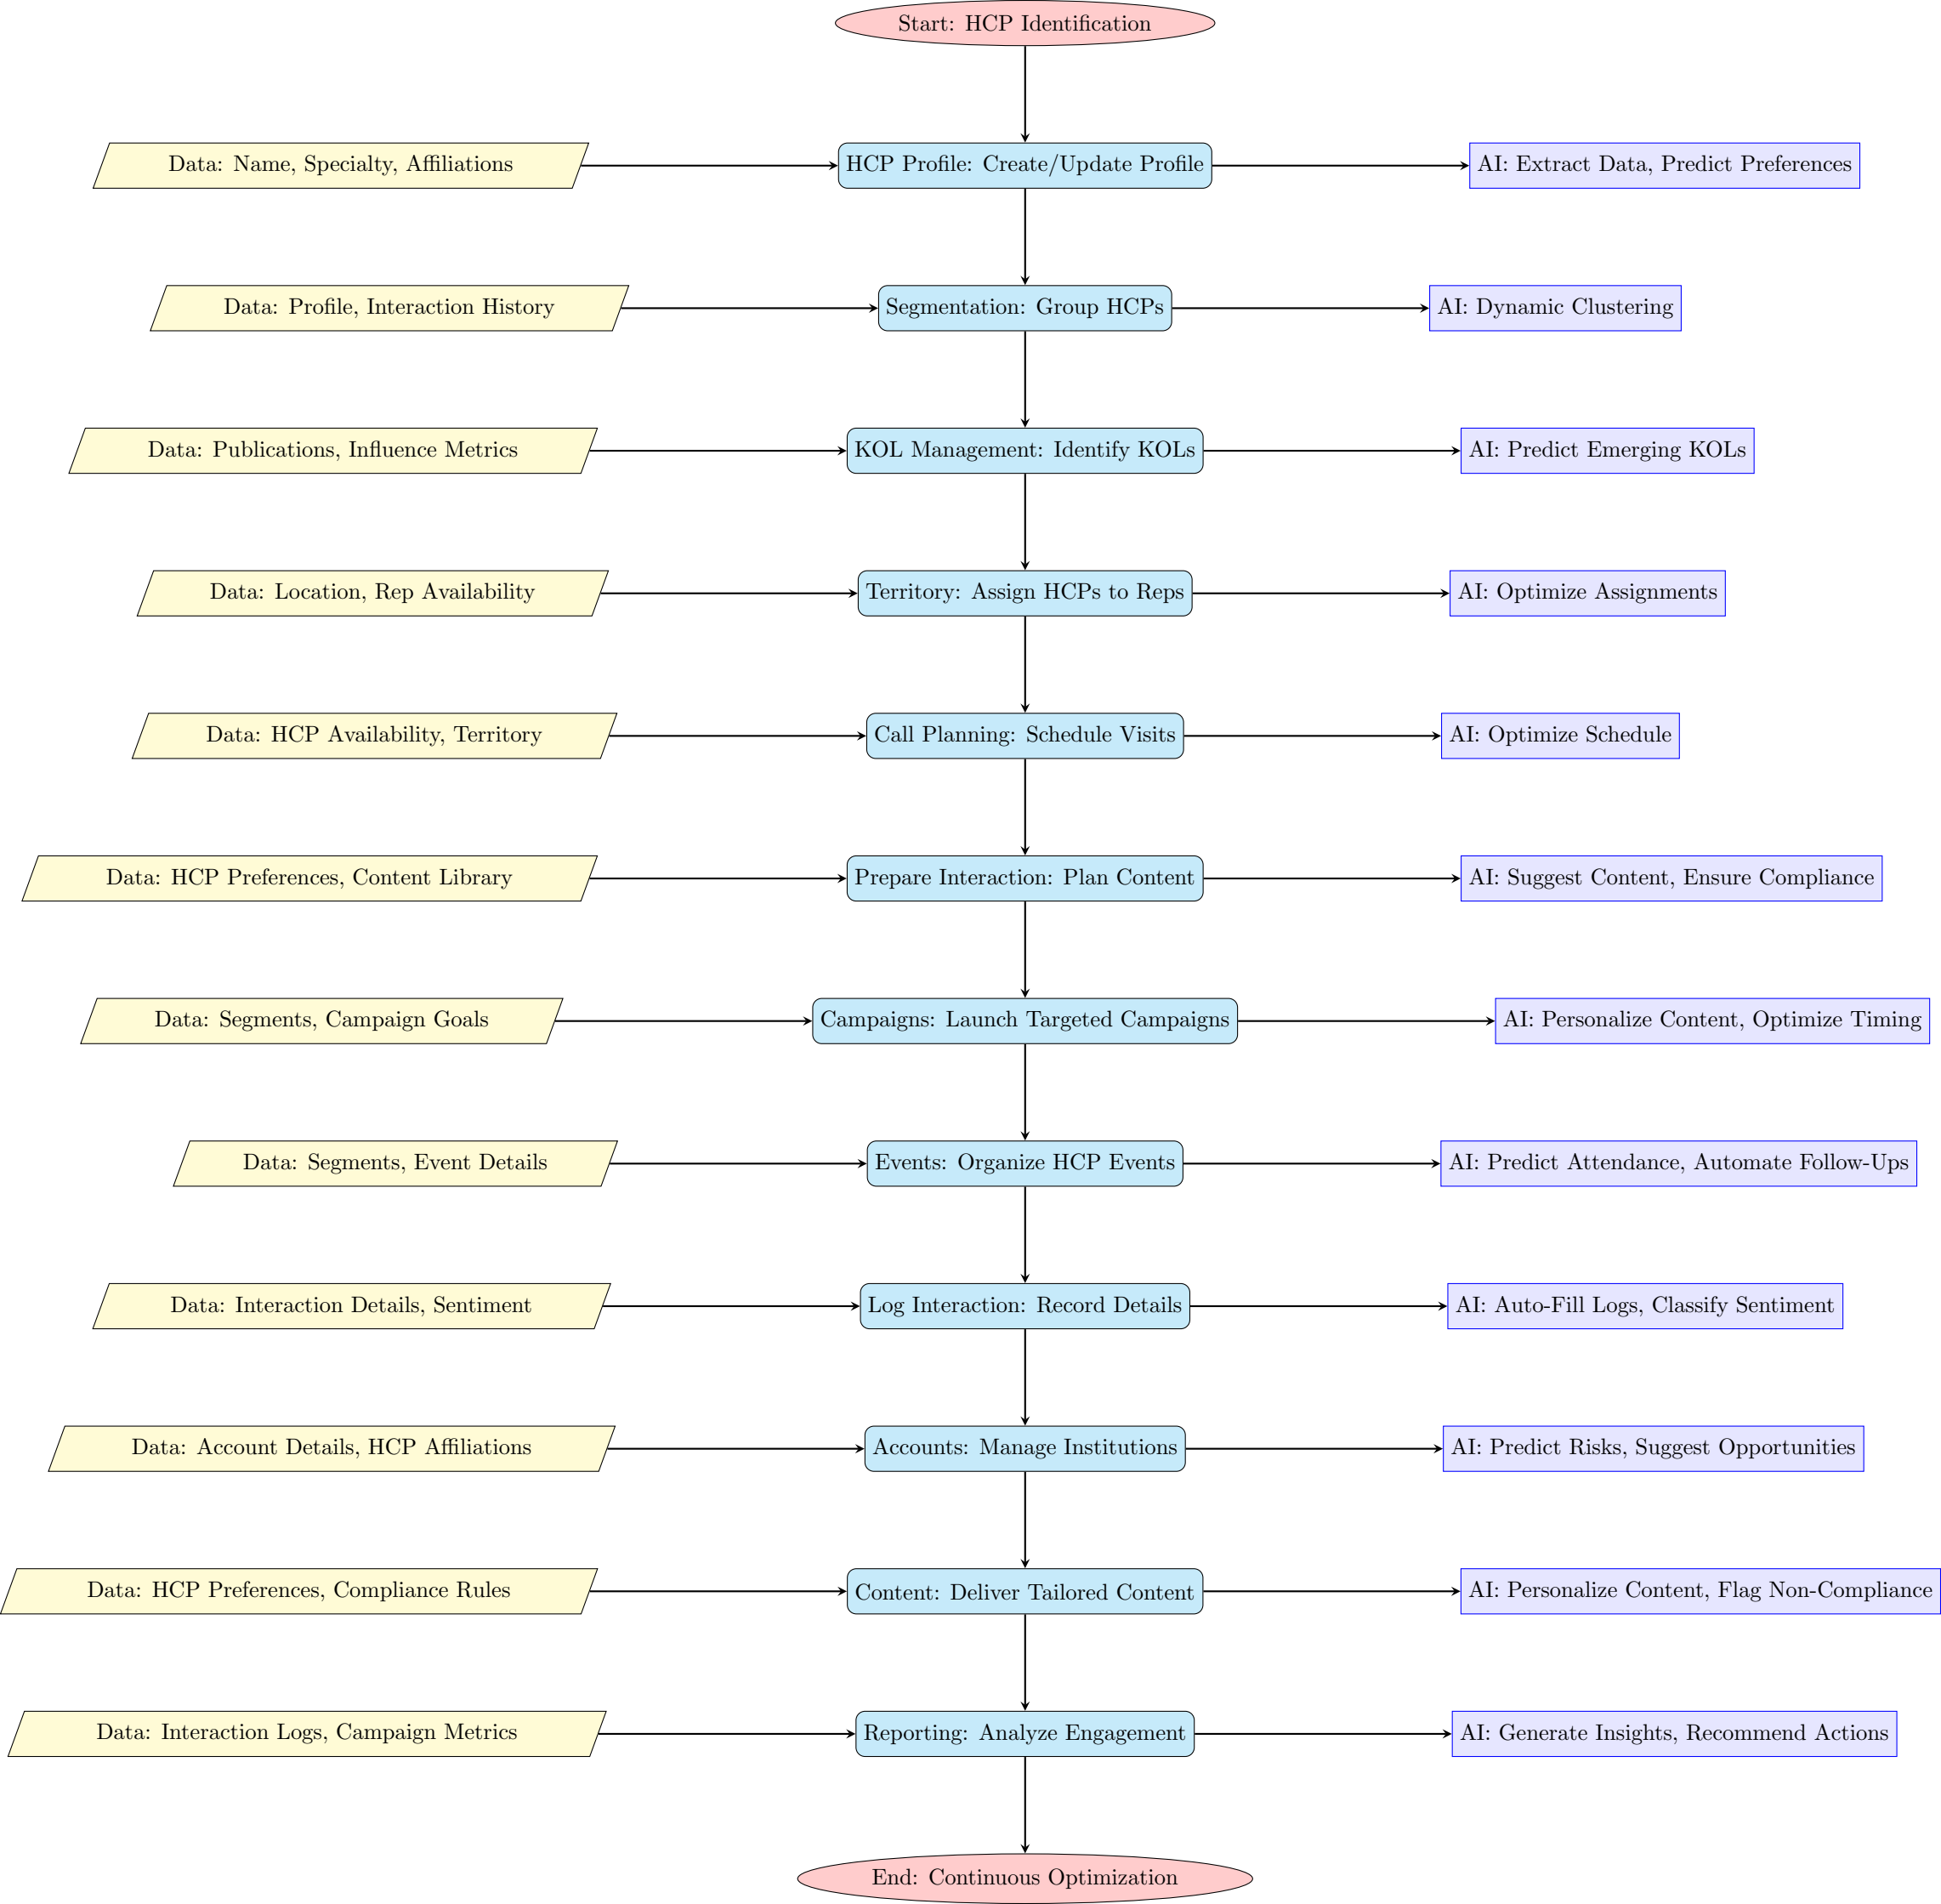 Start: HCP Identification
Data: Name, Specialty, Affiliations
HCP Profile: Create/Update Profile
AI: Extract Data, Predict Preferences
Data: Profile, Interaction History
Segmentation: Group HCPs
AI: Dynamic Clustering
Data: Publications, Influence Metrics
KOL Management: Identify KOLs
AI: Predict Emerging KOLs
Data: Location, Rep Availability
Territory: Assign HCPs to Reps
AI: Optimize Assignments
Data: HCP Availability, Territory
Call Planning: Schedule Visits
AI: Optimize Schedule
Data: HCP Preferences, Content Library
Prepare Interaction: Plan Content
AI: Suggest Content, Ensure Compliance
Data: Segments, Campaign Goals
Campaigns: Launch Targeted Campaigns
AI: Personalize Content, Optimize Timing
Data: Segments, Event Details
Events: Organize HCP Events
AI: Predict Attendance, Automate Follow-Ups
Data: Interaction Details, Sentiment
Log Interaction: Record Details
AI: Auto-Fill Logs, Classify Sentiment
Data: Account Details, HCP Affiliations
Accounts: Manage Institutions
AI: Predict Risks, Suggest Opportunities
Data: HCP Preferences, Compliance Rules
Content: Deliver Tailored Content
AI: Personalize Content, Flag Non-Compliance
Data: Interaction Logs, Campaign Metrics
Reporting: Analyze Engagement
AI: Generate Insights, Recommend Actions
End: Continuous Optimization